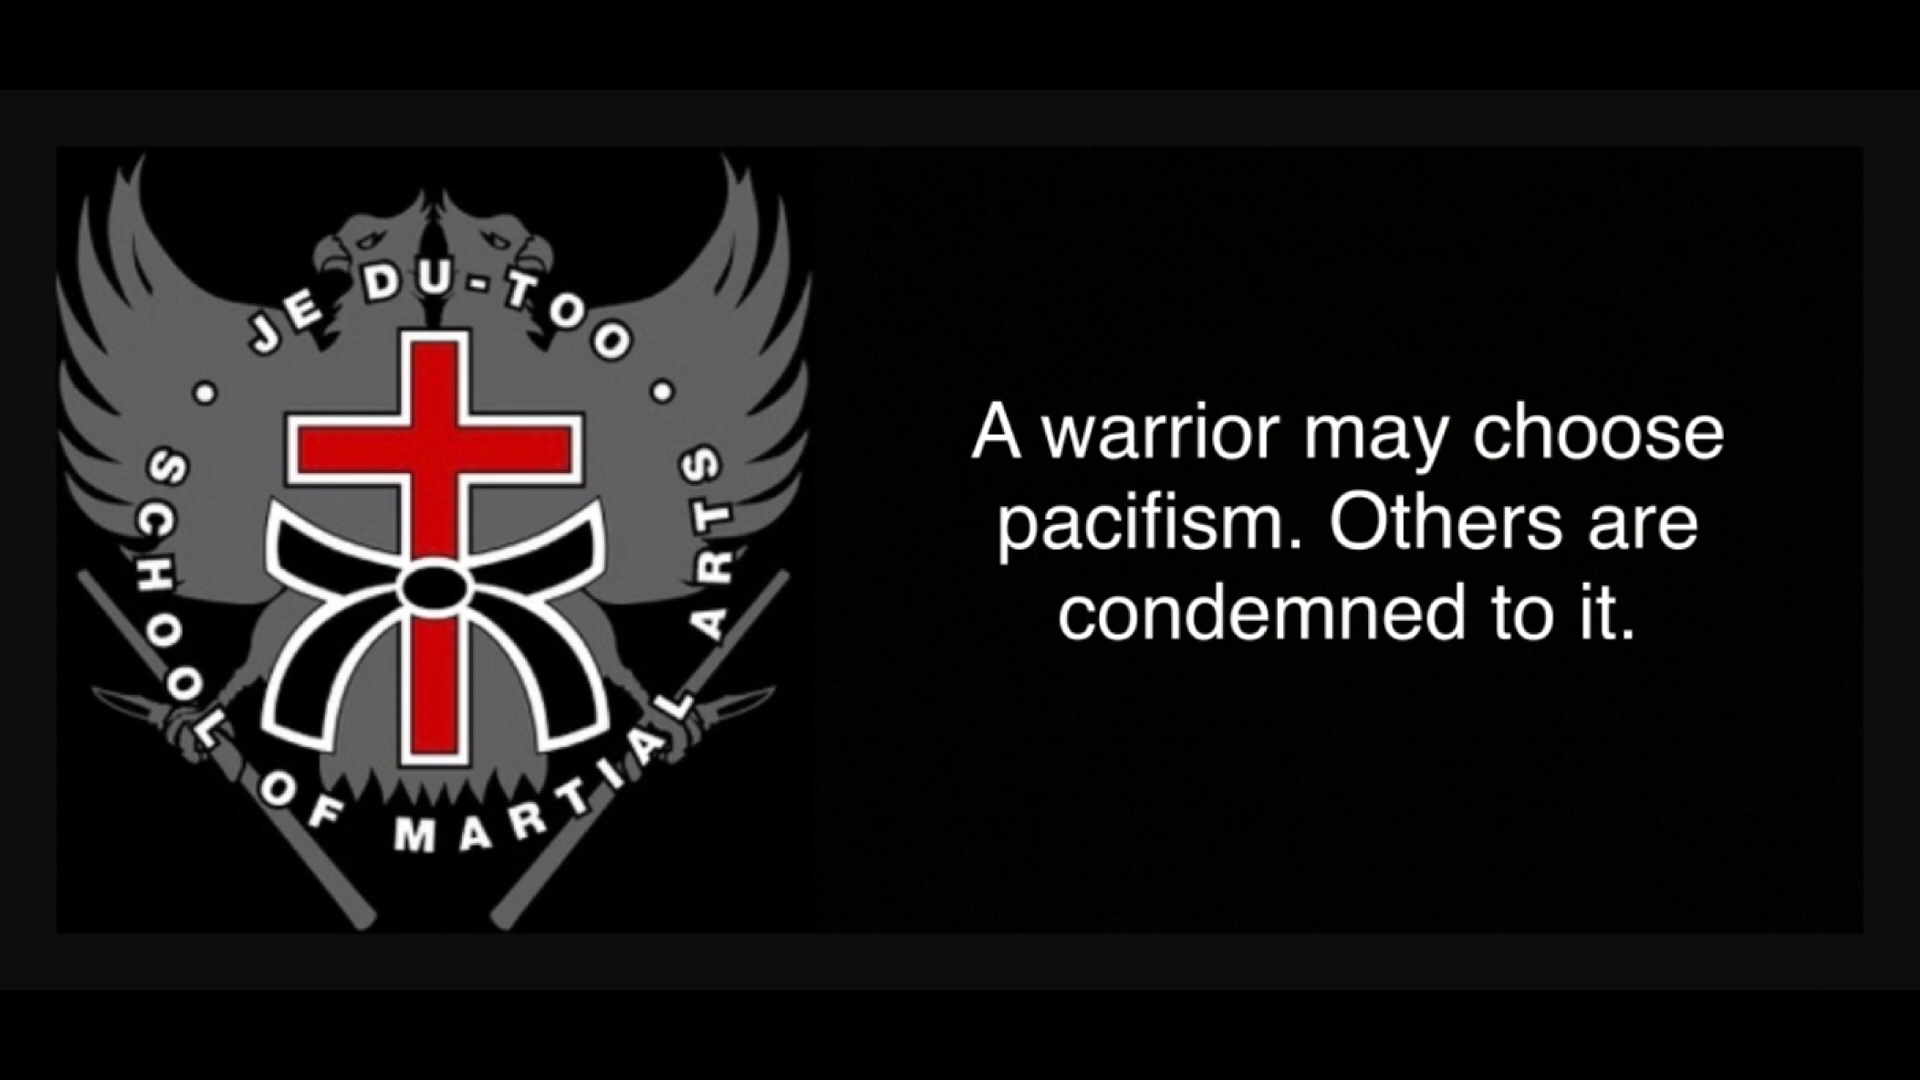 JE DU-TOO
SCHOOL OF MARTIAL ARTS
A warrior may choose
pacifism. Others are
condemned to it.